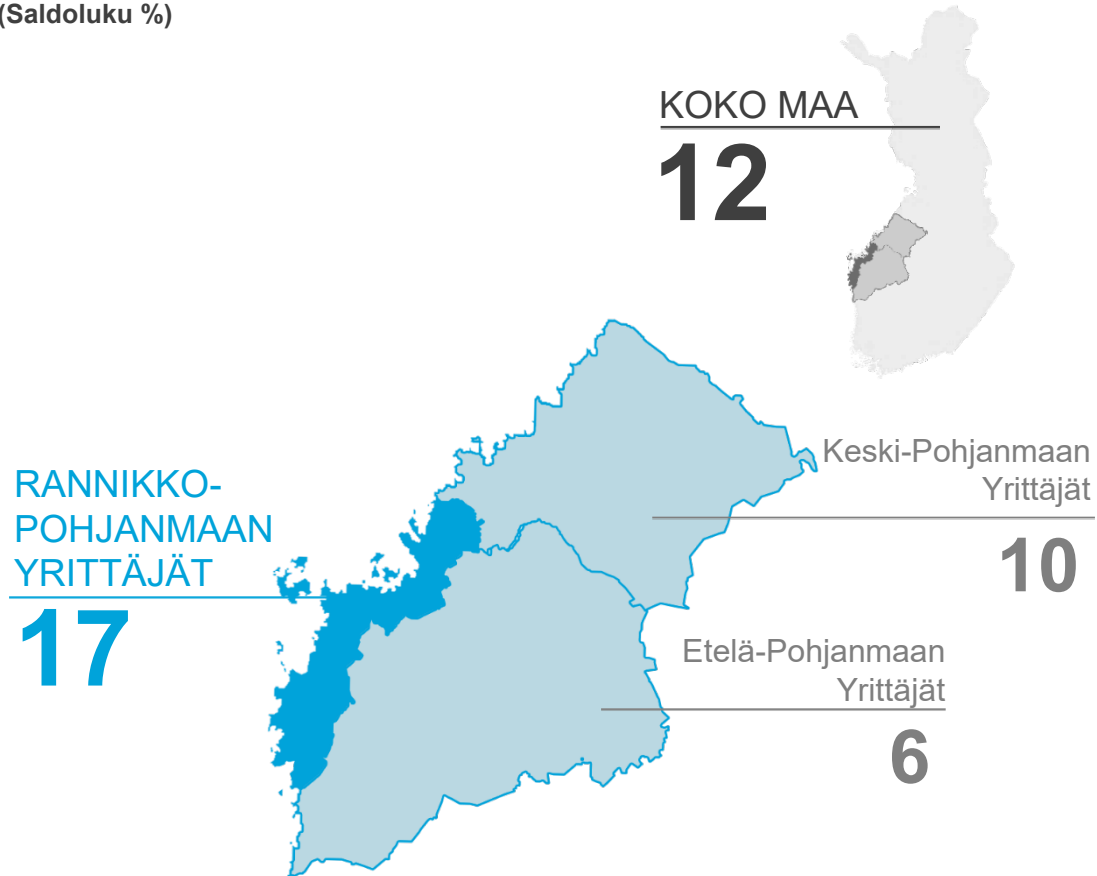 (Saldoluku %)
KOKO MAA
12
Keski-Pohjanmaan
Yrittäjät
10
RANNIKKO-
POHJANMAAN
YRITTÄJÄT
17
Etelä-Pohjanmaan
Yrittäjät
6